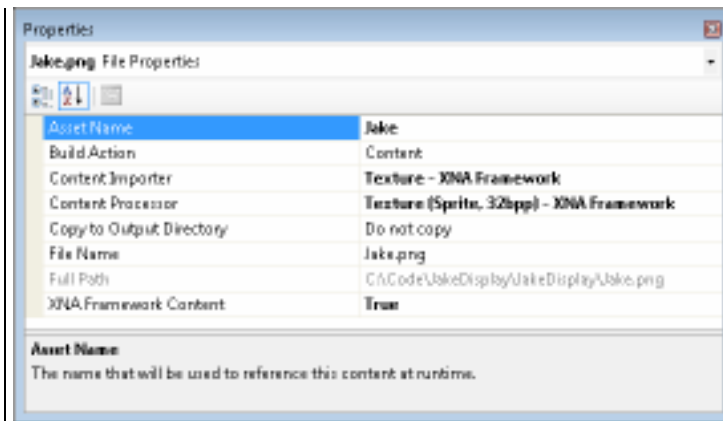 Properties
Jake.png File Properties
Asset Name Jake
Build Action Content
Content Importer Texture - XNA Framework
Content Processor Texture (Sprite, 32bpp) - XNA Framework
Copy to Output Directory Do not copy
File Name Jake.png
Full Path C:\Code\JakeDisplay\JakeDisplay\Jake.png
XNA Framework Content True
Asset Name
The name that will be used to reference this content at runtime.